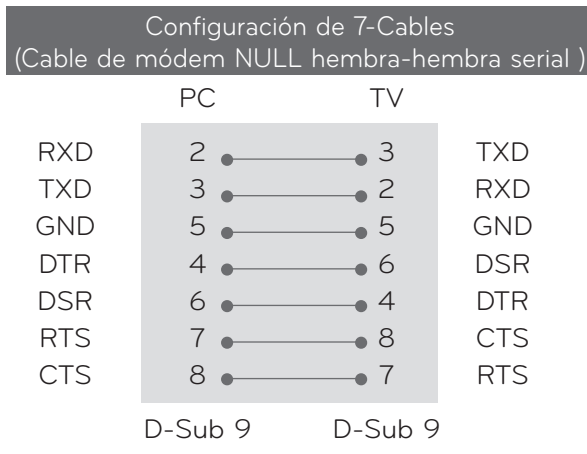 Configuración de 7-Cables
(Cable de módem NULL hembra-hembra serial )
PC TV
RXD 2 3 TXD
TXD 3 2 RXD
GND 5 5 GND
DTR 4 6 DSR
DSR 6 4 DTR
RTS 7 8 CTS
CTS 8 7 RTS
D-Sub 9 D-Sub 9